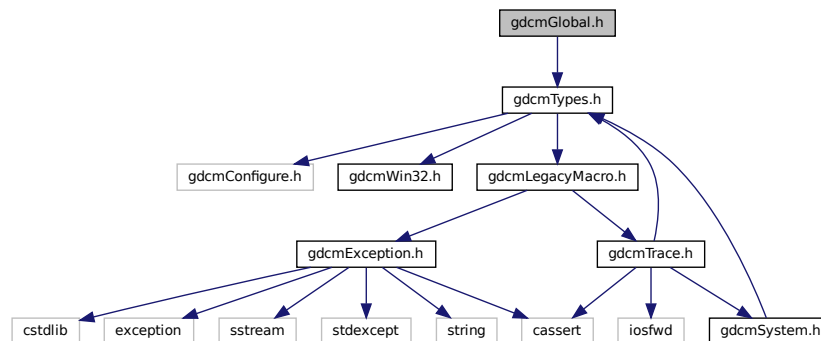 gdcmGlobal.h
gdcmTypes.h
gdcmConfigure.h
gdcmWin32.h
gdcmLegacyMacro.h
gdcmException.h
gdcmTrace.h
cstdlib
exception
sstream
stdexcept
string
cassert
iosfwd
gdcmSystem.h